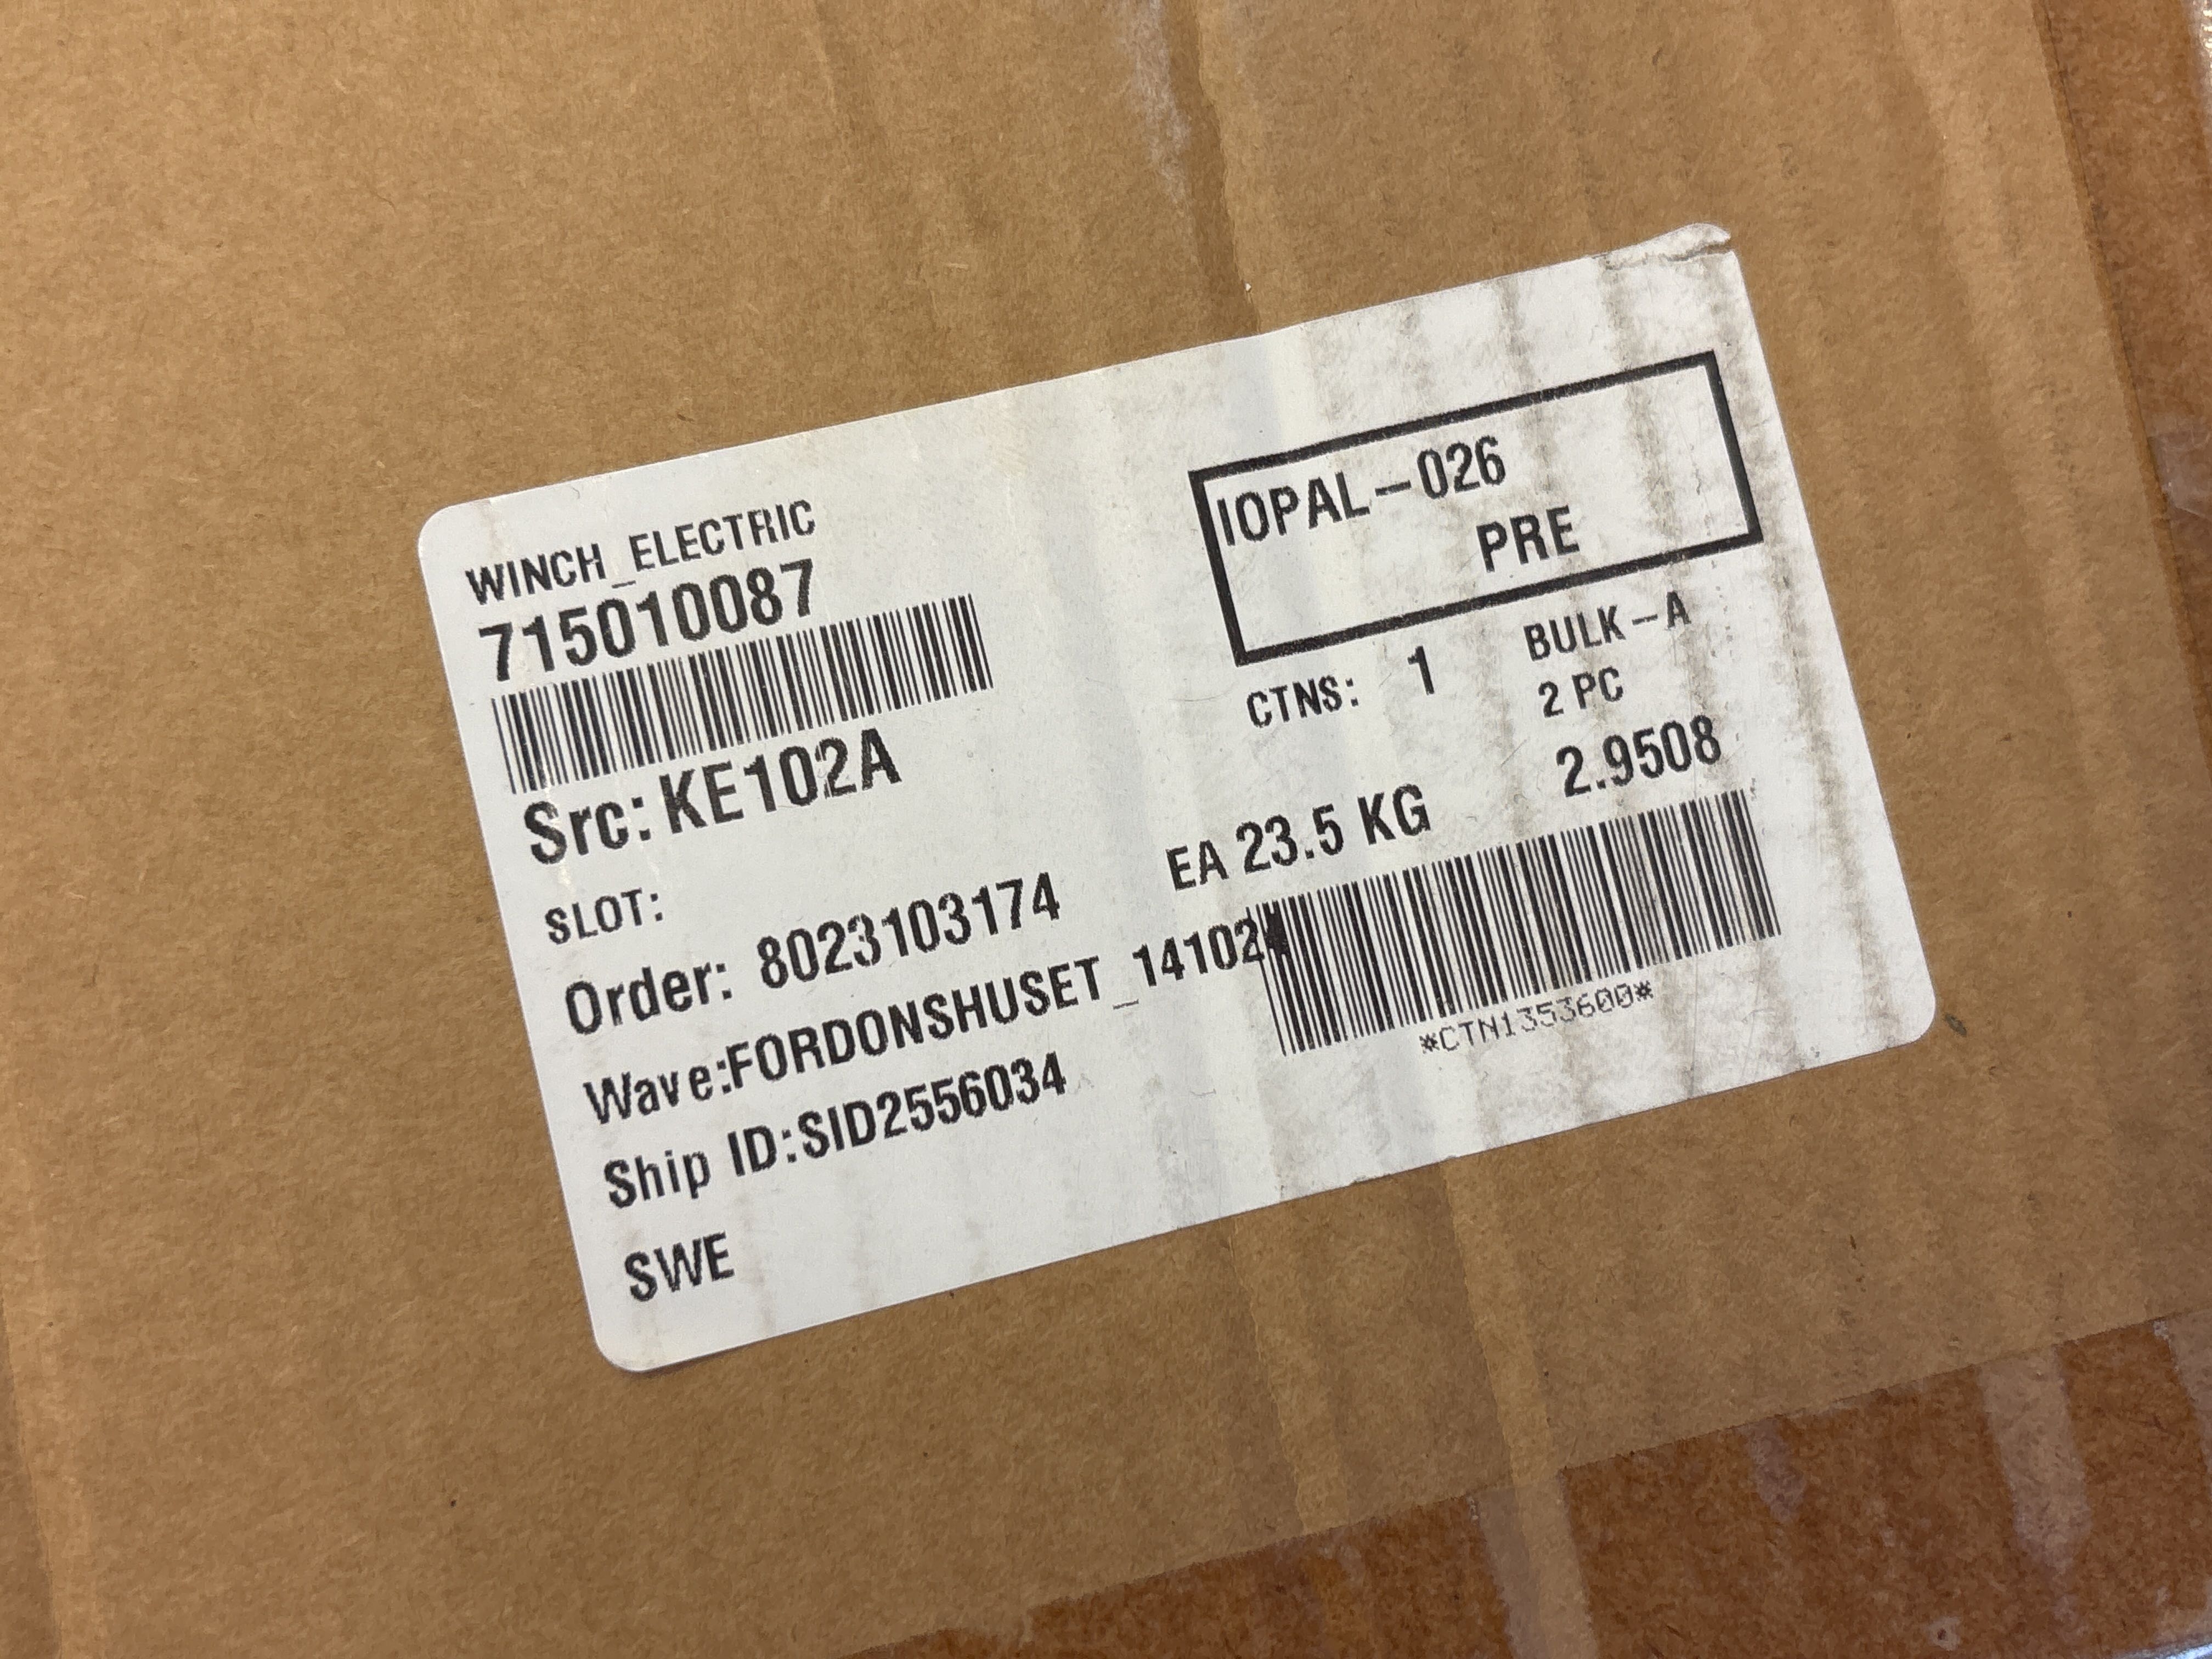 WINCH_ELECTRIC
715010087
Src: KE102A
SLOT:
Order: 8023103174
Wave:FORDONSHUSET_141024
Ship ID:SID2556034
SWE
IOPAL-026
PRE
CTNS: 1
BULK-A
2 PC
2.9508
EA 23.5 KG
*CTN1353600*